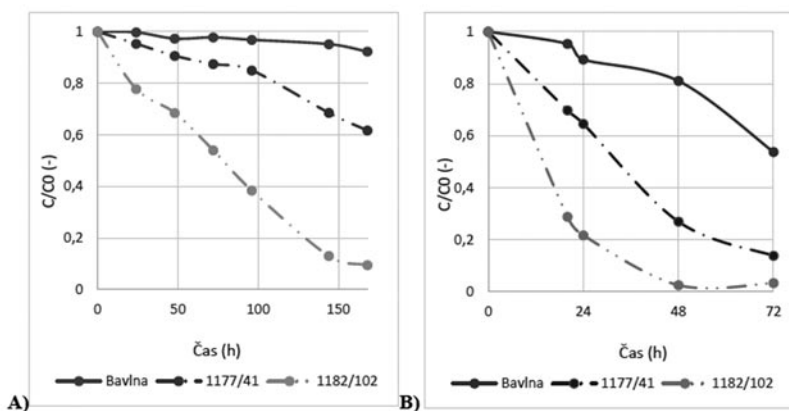 1
0,8
0,6
0,4
0,2
0
C/C0 (-)
0 50 100 150
Čas (h)
Bavlna 1177/41 1182/102
A)
1
0,8
0,6
0,4
0,2
0
C/C0 (-)
0 24 48 72
Čas (h)
Bavlna 1177/41 1182/102
B)